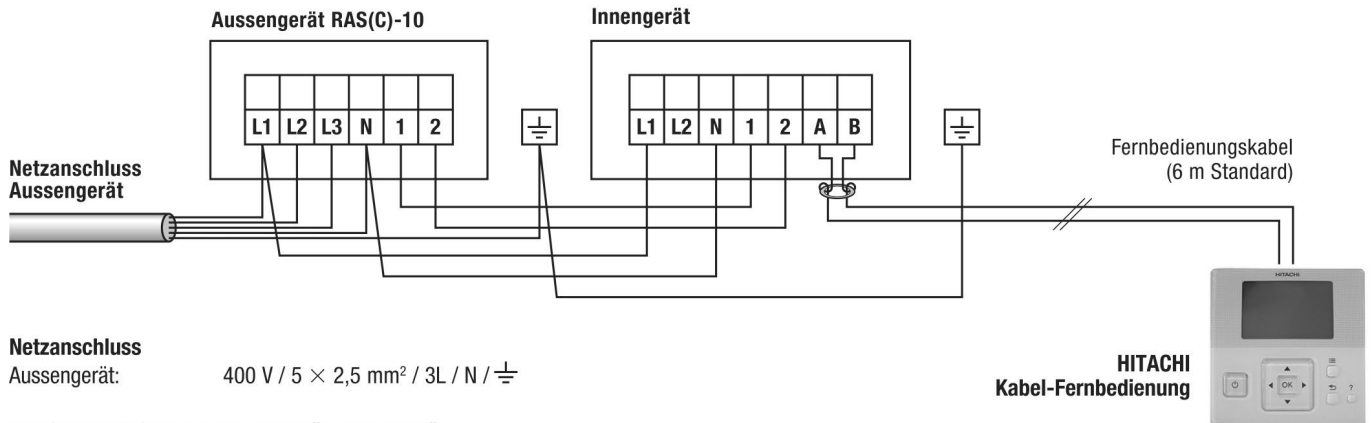 Aussengerät RAS(C)-10
Innengerät
L1 L2 L3 N 1 2
L1 L2 N 1 2 A B
Netzanschluss
Aussengerät
Fernbedienungskabel
(6 m Standard)
HITACHI
OK
?
HITACHI
Kabel-Fernbedienung
Netzanschluss
Aussengerät: 400 V / 5 × 2,5 mm² / 3L / N / ⏚